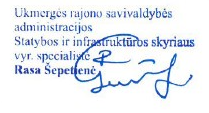 Ukmergės rajono savivaldybės
administracijos
Statybos ir infrastruktūros skyriaus
vyr. specialistė
Rasa Šepetienė